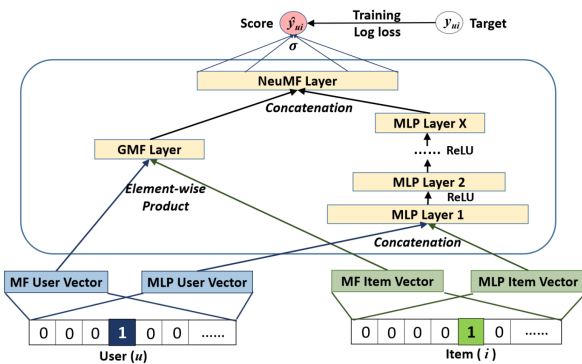 Score ŷui Training yui Target
Log loss
σ
NeuMF Layer
Concatenation
MLP Layer X
GMF Layer
...... ReLU
Element-wise
Product
MLP Layer 2
ReLU
MLP Layer 1
Concatenation
MF User Vector MLP User Vector MF Item Vector MLP Item Vector
0 0 0 1 0 0 ...... 0 0 0 0 1 0 ......
User (u) Item ( i )